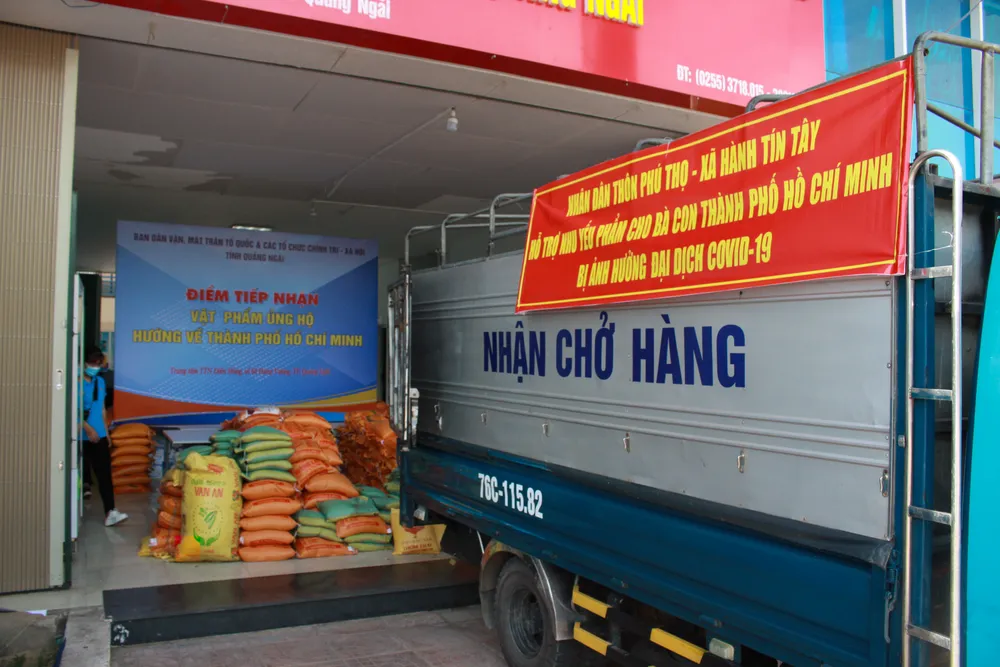 Quảng Ngãi
NGÃI
ĐT: (0255) 3718.015 -
NHÂN DÂN THÔN PHÚ THỌ - XÃ HÀNH TÍN TÂY
HỖ TRỢ NHU YẾU PHẨM CHO BÀ CON THÀNH PHỐ HỒ CHÍ MINH
BỊ ẢNH HƯỞNG ĐẠI DỊCH COVID-19
BAN DÂN VẬN, MẶT TRẬN TỔ QUỐC & CÁC TỔ CHỨC CHÍNH TRỊ - XÃ HỘI
TỈNH QUẢNG NGÃI
ĐIỂM TIẾP NHẬN
VẬT PHẨM ỦNG HỘ
HƯỚNG VỀ THÀNH PHỐ HỒ CHÍ MINH
NHẬN CHỞ HÀNG
76C-115.82
VẠN AN